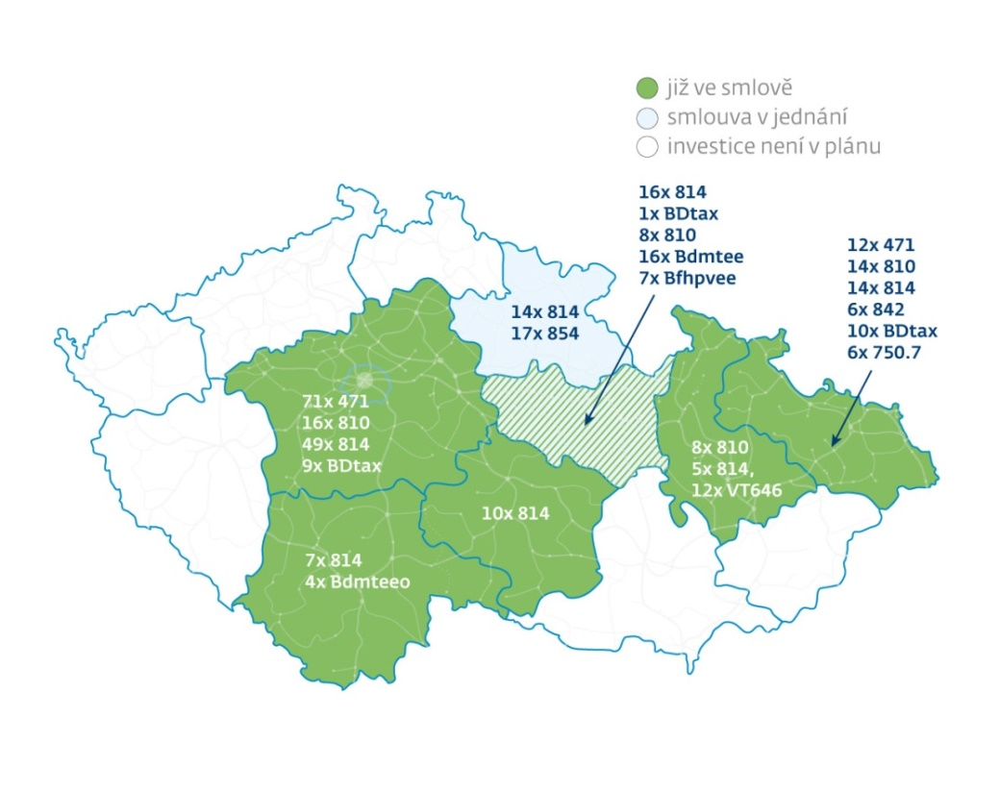 již ve smlově
smlouva v jednání
investice není v plánu
16x 814
1x BDtax
8x 810
16x Bdmtee
7x Bfhpvee
12x 471
14x 810
14x 814
6x 842
10x BDtax
6x 750.7
14x 814
17x 854
71x 471
16x 810
49x 814
9x BDtax
8x 810
5x 814,
12x VT646
10x 814
7x 814
4x Bdmteeo